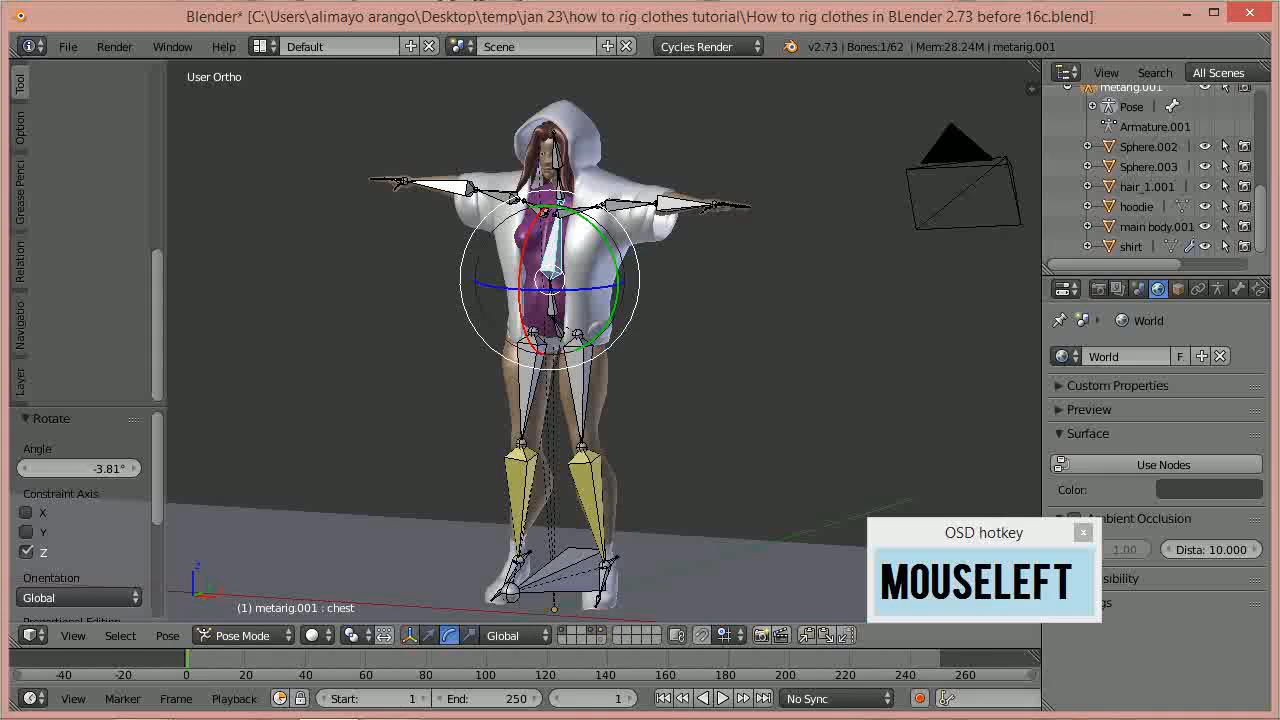 Blender* [C:\Users\alimayo arango\Desktop\temp\jan 23\how to rig clothes tutorial\How to rig clothes in BLender 2.73 before 16c.blend]
File Render Window Help Default Scene Cycles Render v2.73 | Bones:1/62 | Mem:28.24M | metarig.001
View Search All Scenes
User Ortho
metarig.001
Pose
Armature.001
Sphere.002
Sphere.003
hair_1.001
hoodie
main body.001
shirt
Tool
Option
Grease Penci
Relation
Navigatio
Layer
World
World F
Custom Properties
Preview
Surface
Use Nodes
Color:
Ambient Occlusion
1.00 Dista: 10.000
sibility
gs
Rotate
Angle
-3.81°
Constraint Axis
X
Y
Z
Orientation
Global
OSD hotkey
x
MOUSELEFT
z
(1) metarig.001 : chest
View Select Pose Pose Mode Global
-40 -20 0 20 40 60 80 100 120 140 160 180 200 220 240 260
View Marker Frame Playback Start: 1 End: 250 1 No Sync